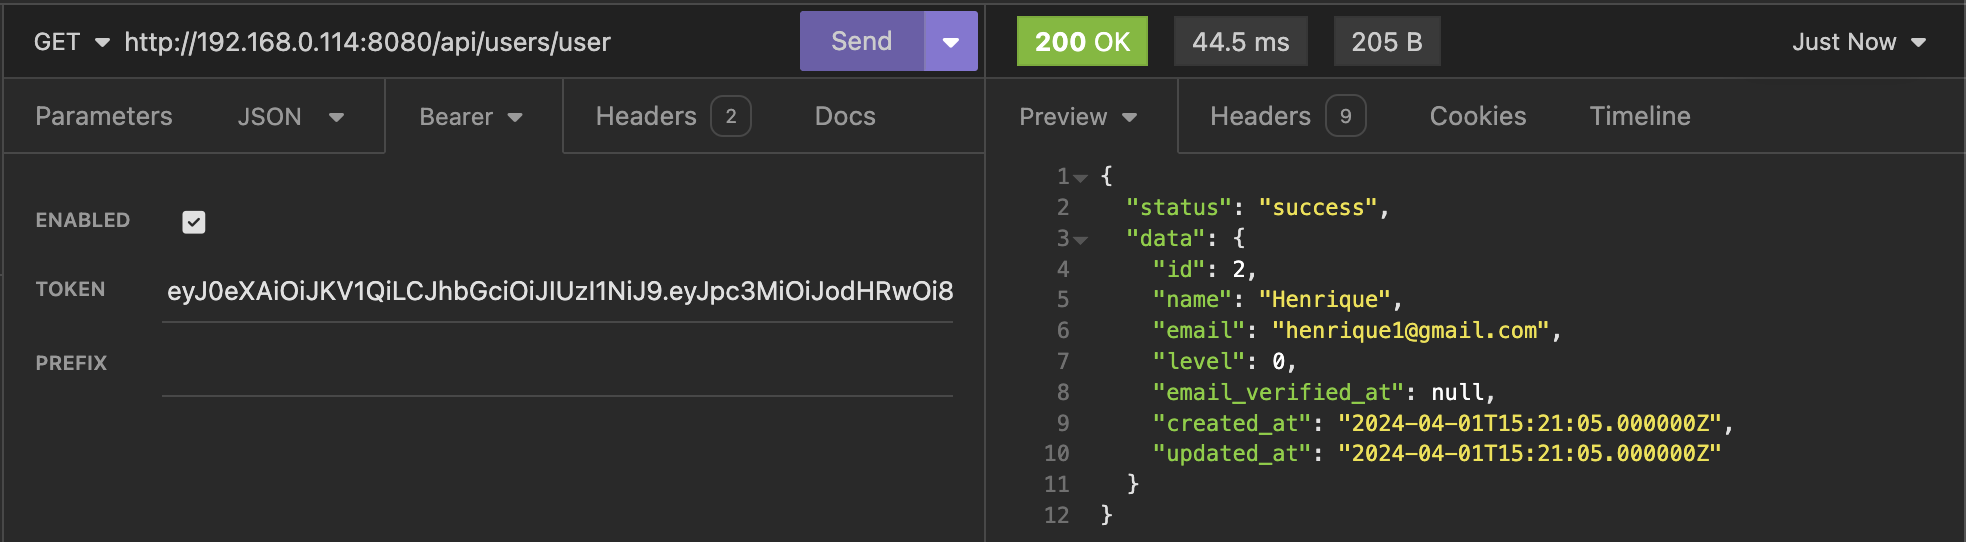 GET http://192.168.0.114:8080/api/users/user Send
200 OK 44.5 ms 205 B Just Now
Parameters JSON Bearer Headers 2 Docs
ENABLED
TOKEN eyJ0eXAiOiJKV1QiLCJhbGciOiJIUzI1NiJ9.eyJpc3MiOiJodHRwOi8
PREFIX
Preview Headers 9 Cookies Timeline
1 {
2 "status": "success",
3 "data": {
4 "id": 2,
5 "name": "Henrique",
6 "email": "henrique1@gmail.com",
7 "level": 0,
8 "email_verified_at": null,
9 "created_at": "2024-04-01T15:21:05.000000Z",
10 "updated_at": "2024-04-01T15:21:05.000000Z"
11 }
12 }